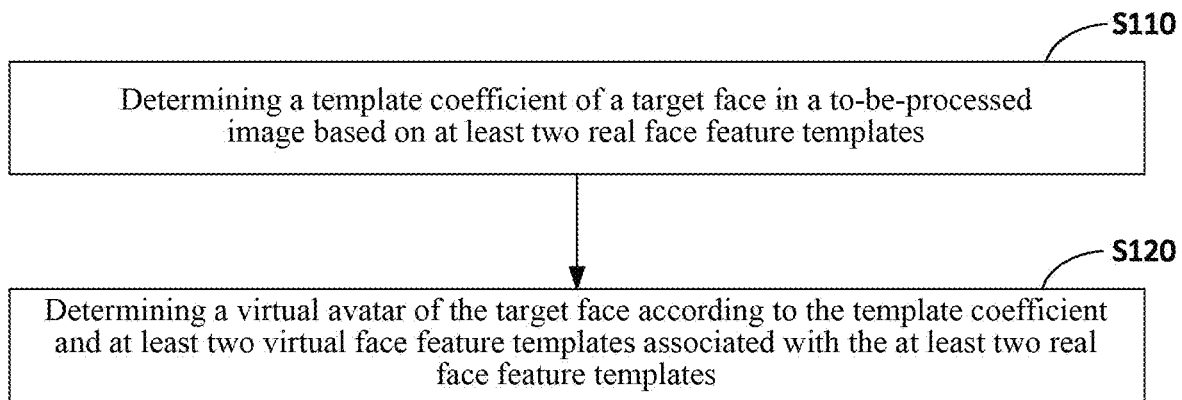 S110
Determining a template coefficient of a target face in a to-be-processed
image based on at least two real face feature templates
S120
Determining a virtual avatar of the target face according to the template coefficient
and at least two virtual face feature templates associated with the at least two real
face feature templates